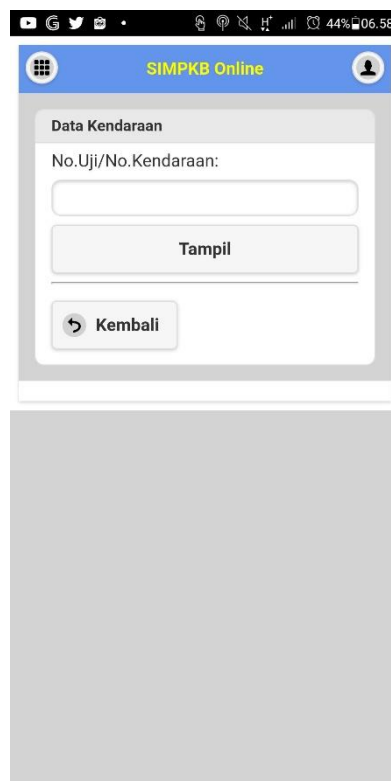 44% 06.58
SIMPKB Online
Data Kendaraan
No.Uji/No.Kendaraan:
Tampil
Kembali